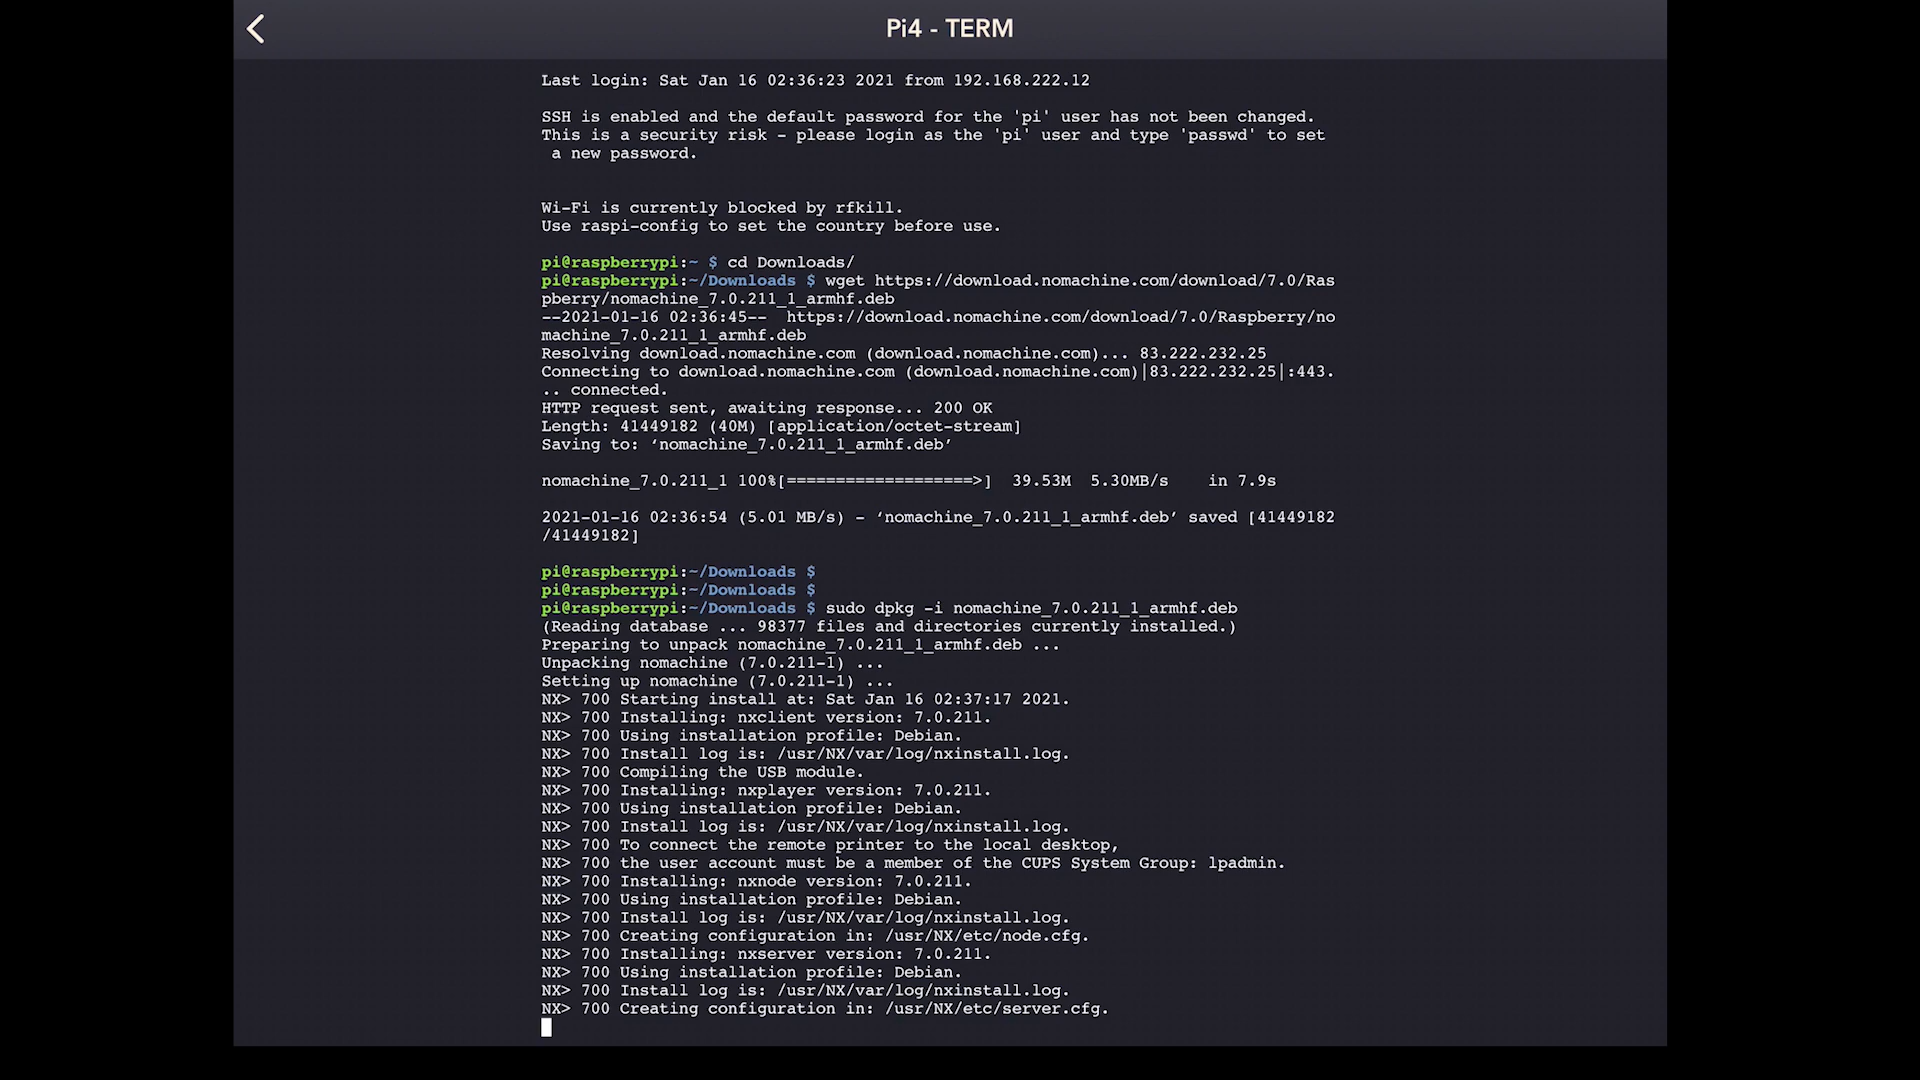 Pi4 - TERM
Last login: Sat Jan 16 02:36:23 2021 from 192.168.222.12
SSH is enabled and the default password for the 'pi' user has not been changed.
This is a security risk - please login as the 'pi' user and type 'passwd' to set
a new password.
Wi-Fi is currently blocked by rfkill.
Use raspi-config to set the country before use.
pi@raspberrypi:~ $ cd Downloads/
pi@raspberrypi:~/Downloads $ wget https://download.nomachine.com/download/7.0/Ras
pberry/nomachine_7.0.211_1_armhf.deb
--2021-01-16 02:36:45--  https://download.nomachine.com/download/7.0/Raspberry/no
machine_7.0.211_1_armhf.deb
Resolving download.nomachine.com (download.nomachine.com)... 83.222.232.25
Connecting to download.nomachine.com (download.nomachine.com)|83.222.232.25|:443.
.. connected.
HTTP request sent, awaiting response... 200 OK
Length: 41449182 (40M) [application/octet-stream]
Saving to: ‘nomachine_7.0.211_1_armhf.deb’
nomachine_7.0.211_1 100%[===================>]  39.53M  5.30MB/s    in 7.9s
2021-01-16 02:36:54 (5.01 MB/s) - ‘nomachine_7.0.211_1_armhf.deb’ saved [41449182
/41449182]
pi@raspberrypi:~/Downloads $
pi@raspberrypi:~/Downloads $
pi@raspberrypi:~/Downloads $ sudo dpkg -i nomachine_7.0.211_1_armhf.deb
(Reading database ... 98377 files and directories currently installed.)
Preparing to unpack nomachine_7.0.211_1_armhf.deb ...
Unpacking nomachine (7.0.211-1) ...
Setting up nomachine (7.0.211-1) ...
NX> 700 Starting install at: Sat Jan 16 02:37:17 2021.
NX> 700 Installing: nxclient version: 7.0.211.
NX> 700 Using installation profile: Debian.
NX> 700 Install log is: /usr/NX/var/log/nxinstall.log.
NX> 700 Compiling the USB module.
NX> 700 Installing: nxplayer version: 7.0.211.
NX> 700 Using installation profile: Debian.
NX> 700 Install log is: /usr/NX/var/log/nxinstall.log.
NX> 700 To connect the remote printer to the local desktop,
NX> 700 the user account must be a member of the CUPS System Group: lpadmin.
NX> 700 Installing: nxnode version: 7.0.211.
NX> 700 Using installation profile: Debian.
NX> 700 Install log is: /usr/NX/var/log/nxinstall.log.
NX> 700 Creating configuration in: /usr/NX/etc/node.cfg.
NX> 700 Installing: nxserver version: 7.0.211.
NX> 700 Using installation profile: Debian.
NX> 700 Install log is: /usr/NX/var/log/nxinstall.log.
NX> 700 Creating configuration in: /usr/NX/etc/server.cfg.